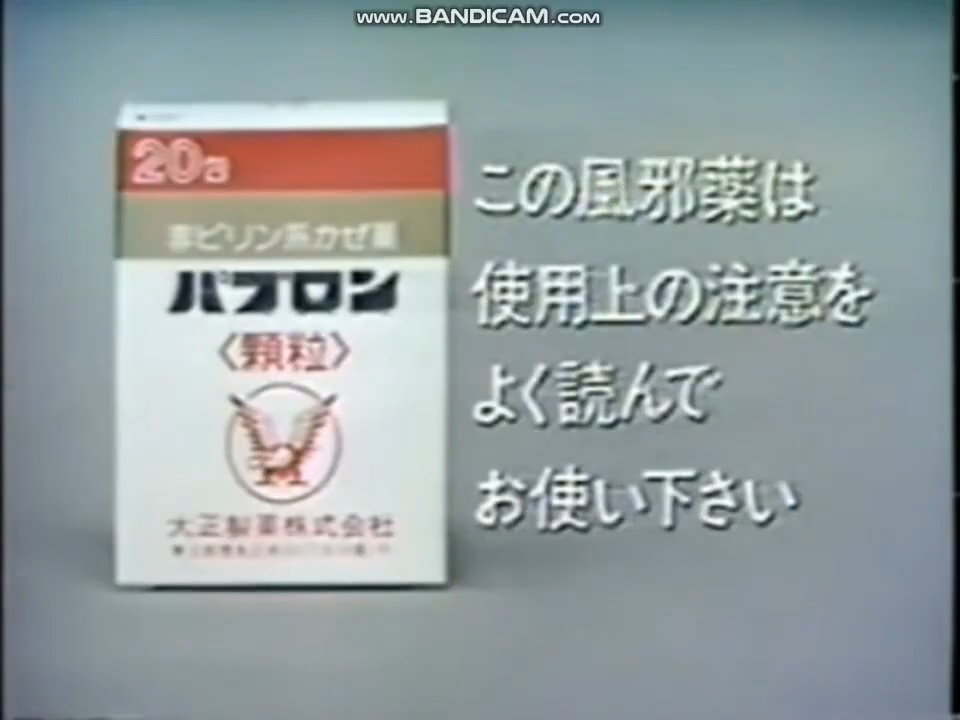 www.BANDICAM.com
20包
非ピリン系かぜ薬
パブロン
〈顆粒〉
大正製薬株式会社
この風邪薬は
使用上の注意を
よく読んで
お使い下さい